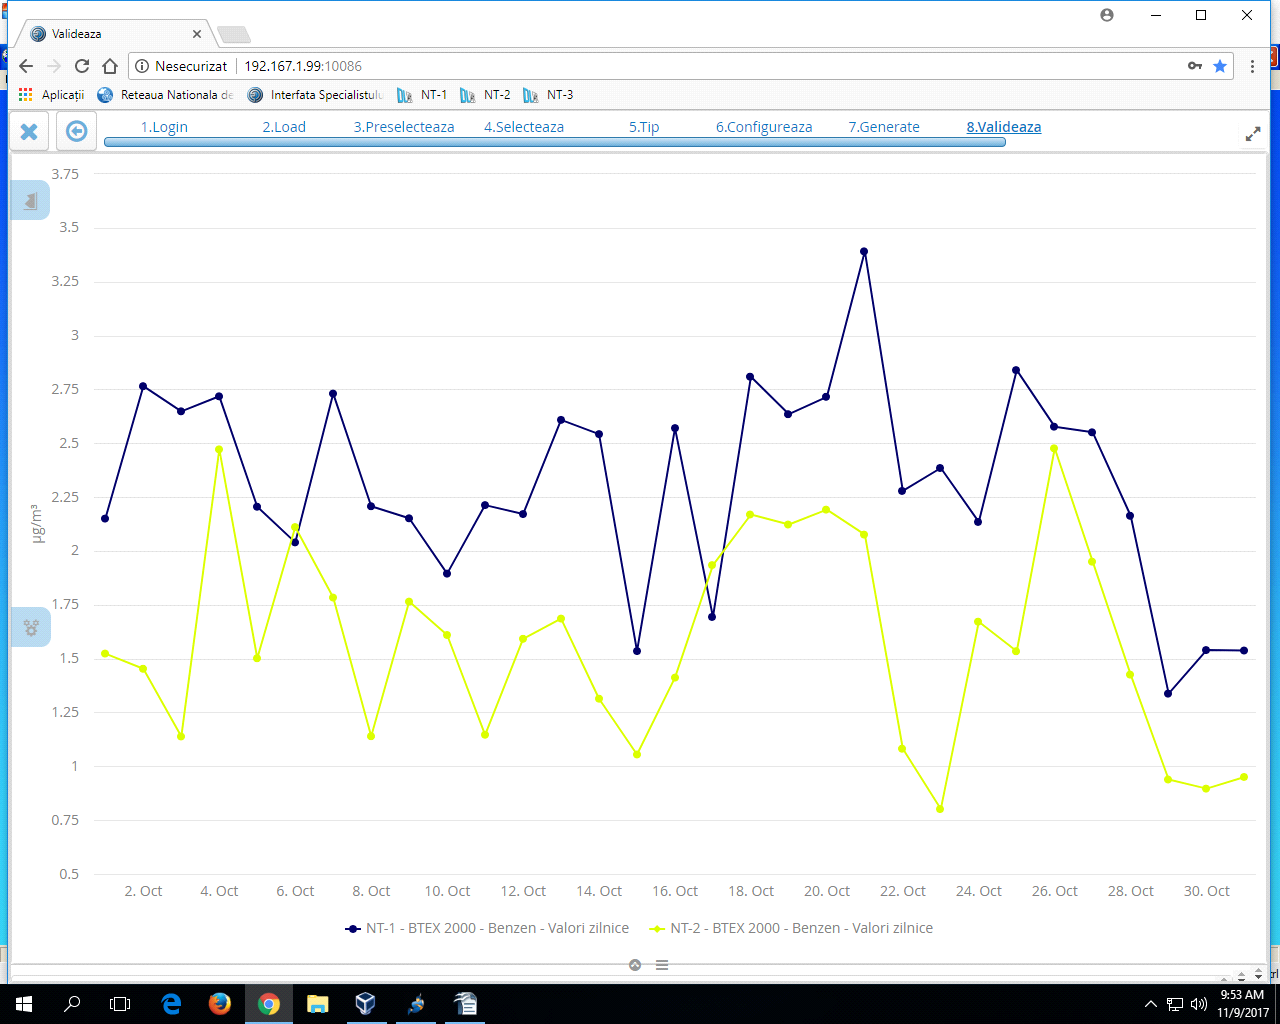 Valideaza
Nesecurizat 192.167.1.99:10086
Aplicații Reteaua Nationala de Interfata Specialistulu NT-1 NT-2 NT-3
1.Login 2.Load 3.Preselecteaza 4.Selecteaza 5.Tip 6.Configureaza 7.Generate 8.Valideaza
3.75
3.5
3.25
3
2.75
2.5
2.25
µg/m³
2
1.75
1.5
1.25
1
0.75
0.5
2. Oct 4. Oct 6. Oct 8. Oct 10. Oct 12. Oct 14. Oct 16. Oct 18. Oct 20. Oct 22. Oct 24. Oct 26. Oct 28. Oct 30. Oct
NT-1 - BTEX 2000 - Benzen - Valori zilnice NT-2 - BTEX 2000 - Benzen - Valori zilnice
9:53 AM
11/9/2017